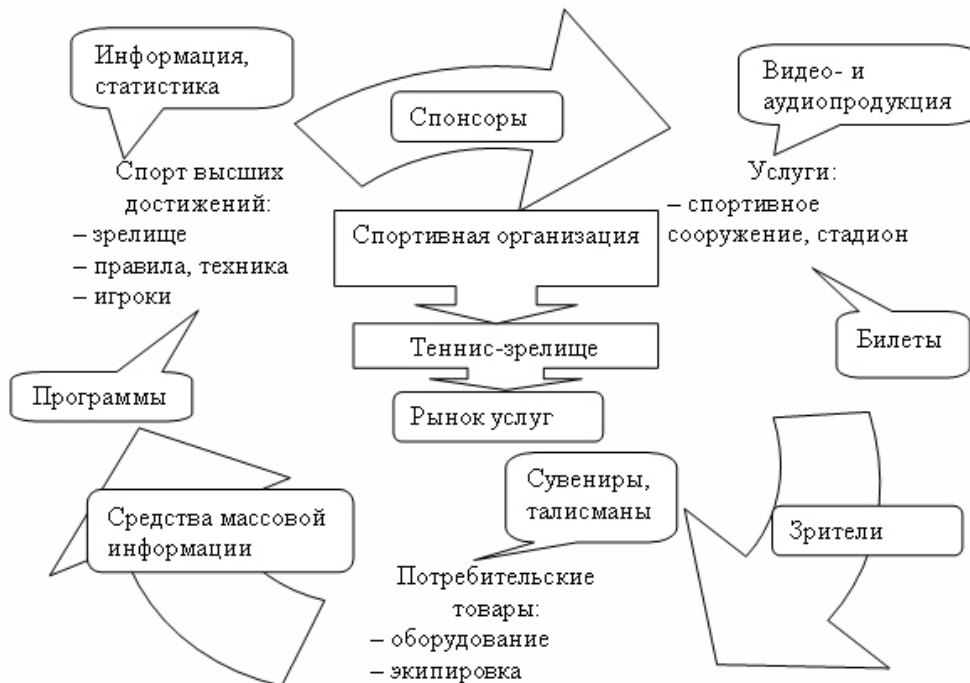 Информация,
статистика
Видео- и
аудиопродукция
Спонсоры
Спорт высших
достижений:
– зрелище
– правила, техника
– игроки
Услуги:
– спортивное
сооружение, стадион
Спортивная организация
Теннис-зрелище
Билеты
Программы
Рынок услуг
Сувениры,
талисманы
Средства массовой
информации
Зрители
Потребительские
товары:
– оборудование
– экипировка